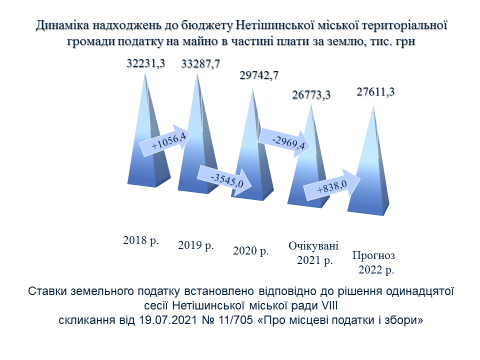 Динаміка надходжень до бюджету Нетішинської міської територіальної
громади податку на майно в частині плати за землю, тис. грн
32231,3
33287,7
29742,7
26773,3
27611,3
+1056,4
-3545,0
-2969,4
+838,0
2018 р.
2019 р.
2020 р.
Очікувані
2021 р.
Прогноз
2022 р.
Ставки земельного податку встановлено відповідно до рішення одинадцятої
сесії Нетішинської міської ради VIII
скликання від 19.07.2021 № 11/705 «Про місцеві податки і збори»